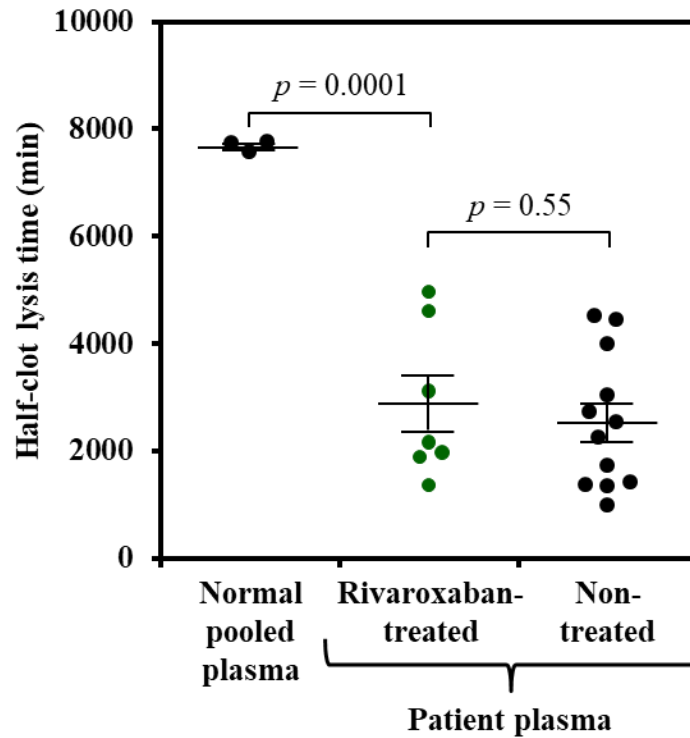 10000
8000
6000
4000
2000
0
Half-clot lysis time (min)
p = 0.0001
p = 0.55
Normal
pooled
plasma
Rivaroxaban-
treated
Non-
treated
Patient plasma